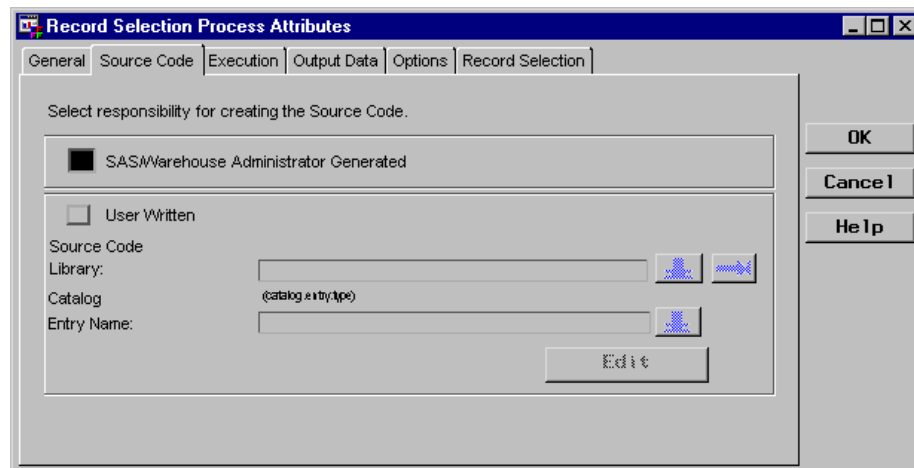 Record Selection Process Attributes
General Source Code Execution Output Data Options Record Selection
Select responsibility for creating the Source Code.
SAS/Warehouse Administrator Generated
User Written
Source Code
Library:
Catalog (catalog.entry.type)
Entry Name:
Edit
OK
Cancel
Help